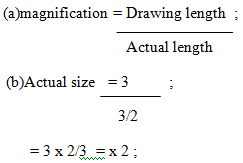 (a)magnification = Drawing length ;
Actual length
(b)Actual size = 3 ;
3/2
= 3 x 2/3 = x 2 ;